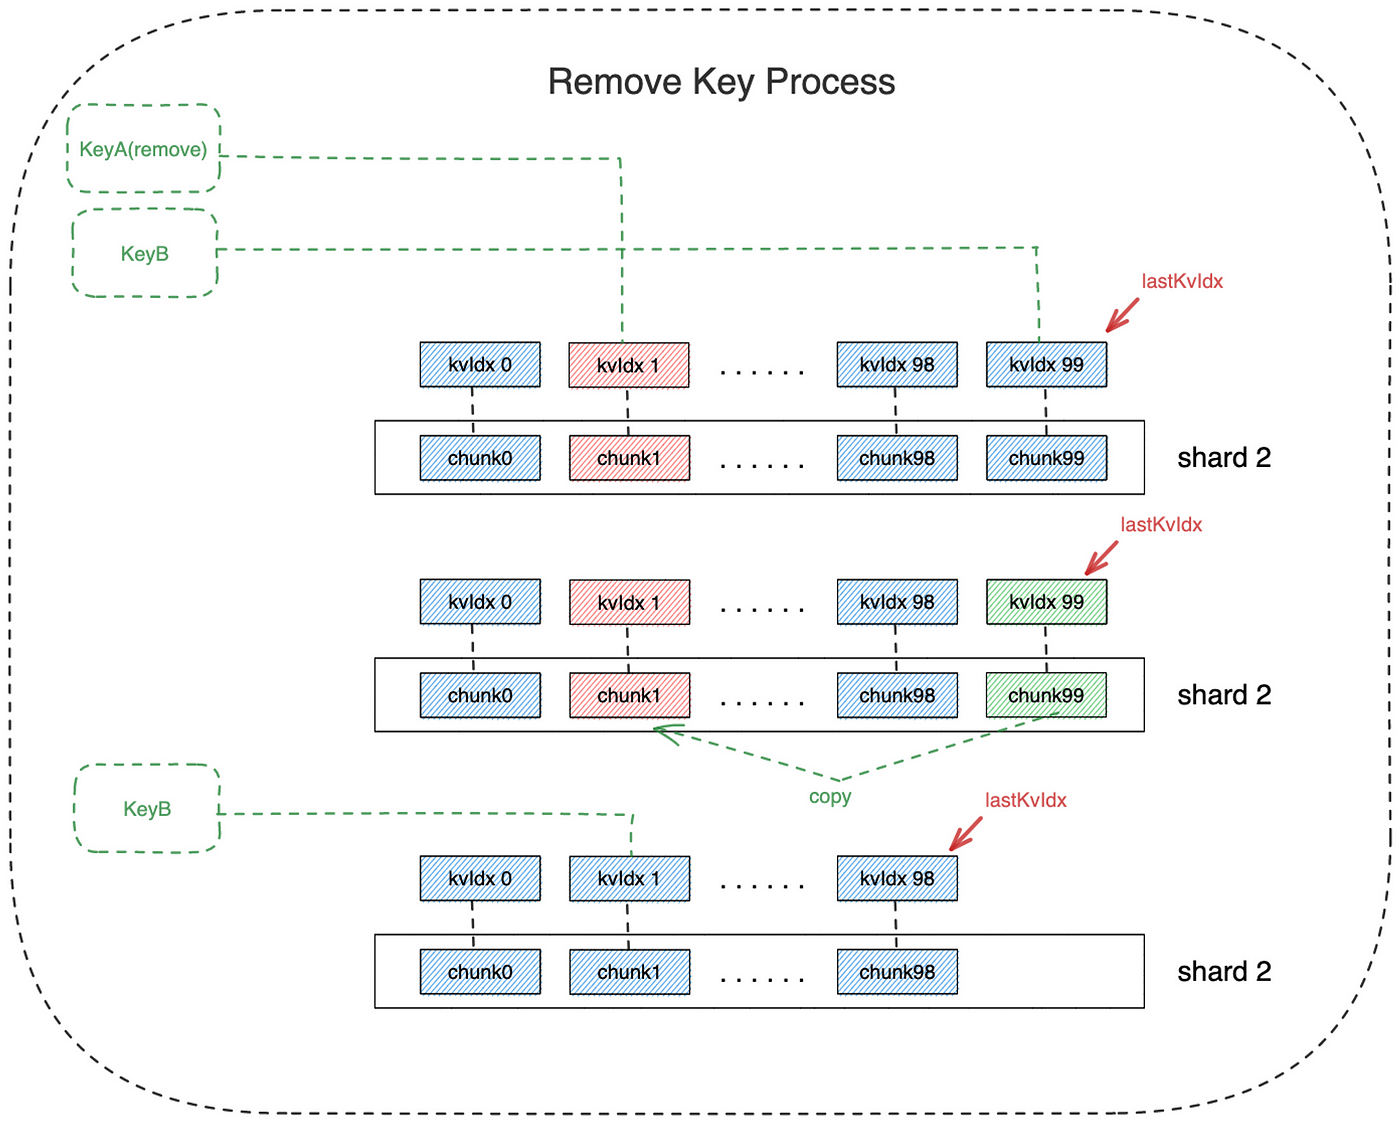 Remove Key Process
KeyA(remove)
KeyB
lastKvIdx
kvIdx 0 kvIdx 1 ...... kvIdx 98 kvIdx 99
chunk0 chunk1 ...... chunk98 chunk99 shard 2
lastKvIdx
kvIdx 0 kvIdx 1 ...... kvIdx 98 kvIdx 99
chunk0 chunk1 ...... chunk98 chunk99 shard 2
copy
lastKvIdx
KeyB
kvIdx 0 kvIdx 1 ...... kvIdx 98
chunk0 chunk1 ...... chunk98 shard 2